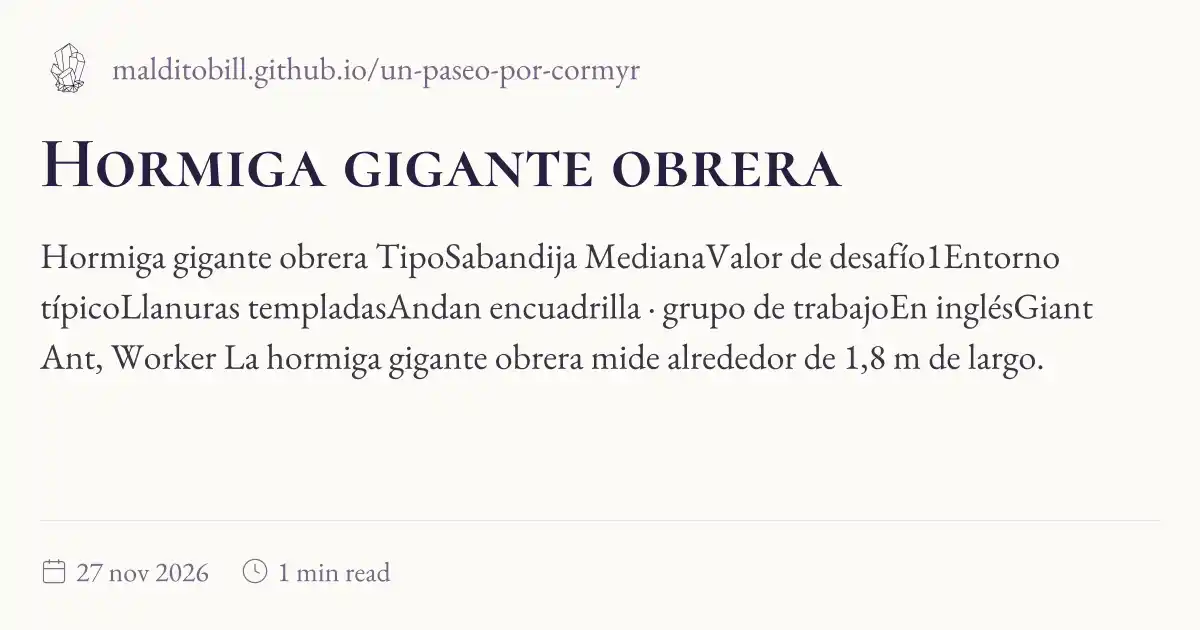 malditobill.github.io/un-paseo-por-cormyr
Hormiga gigante obrera
Hormiga gigante obrera TipoSabandija MedianaValor de desafío1Entorno
típicoLlanuras templadasAndan encuadrilla · grupo de trabajoEn inglésGiant
Ant, Worker La hormiga gigante obrera mide alrededor de 1,8 m de largo.
27 nov 2026 1 min read